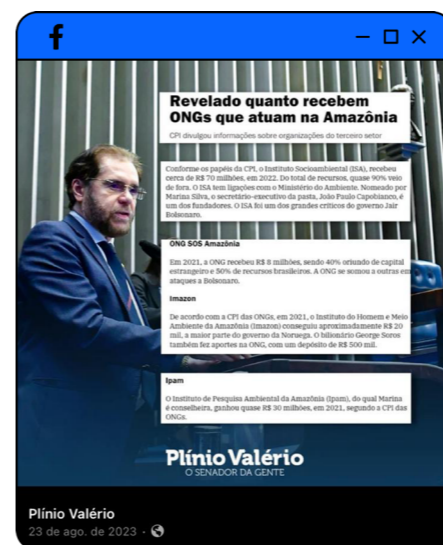 Revelado quanto recebem
ONGs que atuam na Amazônia
CPI divulgou informações sobre organizações do terceiro setor
Conforme os papéis da CPI, o Instituto Socioambiental (ISA), recebeu
cerca de R$ 70 milhões, em 2022. Do total de recursos, quase 90% veio
de fora. O ISA tem ligações com o Ministério do Ambiente. Nomeado por
Marina Silva, o secretário-executivo da pasta, João Paulo Capobianco, é
um dos fundadores. O ISA foi um dos grandes críticos do governo Jair
Bolsonaro.
ONG SOS Amazônia
Em 2021, a ONG recebeu R$ 8 milhões, sendo 40% oriundo de capital
estrangeiro e 50% de recursos brasileiros. A ONG se somou a outras em
ataques a Bolsonaro.
Imazon
De acordo com a CPI das ONGs, em 2021, o Instituto do Homem e Meio
Ambiente da Amazônia (Imazon) conseguiu aproximadamente R$ 20
mil, a maior parte do governo da Noruega. O bilionário George Soros
também fez aportes na ONG, com um depósito de R$ 500 mil.
Ipam
O Instituto de Pesquisa Ambiental da Amazônia (Ipam), do qual Marina
é conselheira, ganhou quase R$ 30 milhões, em 2021, segundo a CPI das
ONGs.
Plínio Valério
O SENADOR DA GENTE
Plínio Valério
23 de ago. de 2023 ·